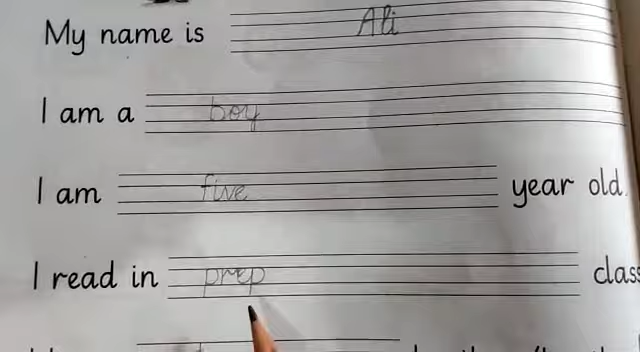 My name is Ali
I am a boy
I am five year old.
I read in prep class